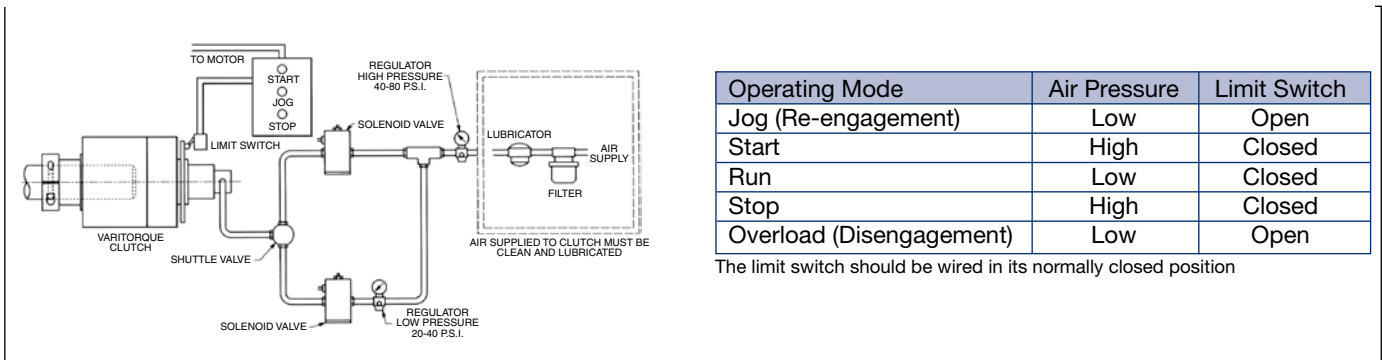 TO MOTOR
START
JOG
STOP
LIMIT SWITCH
VARITORQUE
CLUTCH
SHUTTLE VALVE
SOLENOID VALVE
REGULATOR
HIGH PRESSURE
40-80 P.S.I.
LUBRICATOR
AIR
SUPPLY
FILTER
AIR SUPPLIED TO CLUTCH MUST BE
CLEAN AND LUBRICATED
SOLENOID VALVE
REGULATOR
LOW PRESSURE
20-40 P.S.I.
Operating Mode Air Pressure Limit Switch
Jog (Re-engagement) Low Open
Start High Closed
Run Low Closed
Stop High Closed
Overload (Disengagement) Low Open
The limit switch should be wired in its normally closed position